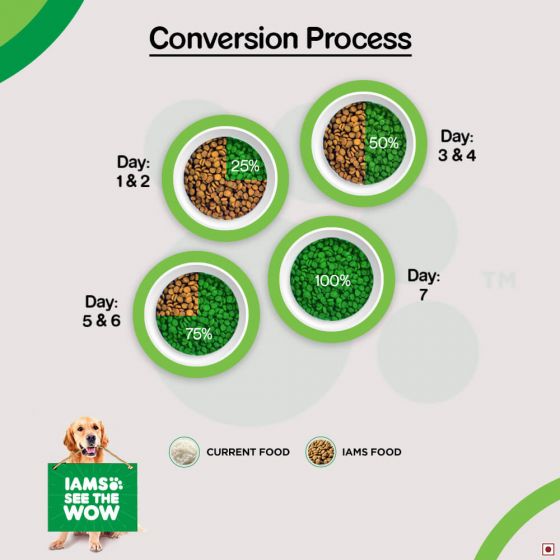 Conversion Process
Day:
1 & 2
25%
50%
Day:
3 & 4
Day:
5 & 6
75%
100%
Day:
7
TM
CURRENT FOOD
IAMS FOOD
IAMS
SEE THE
WOW